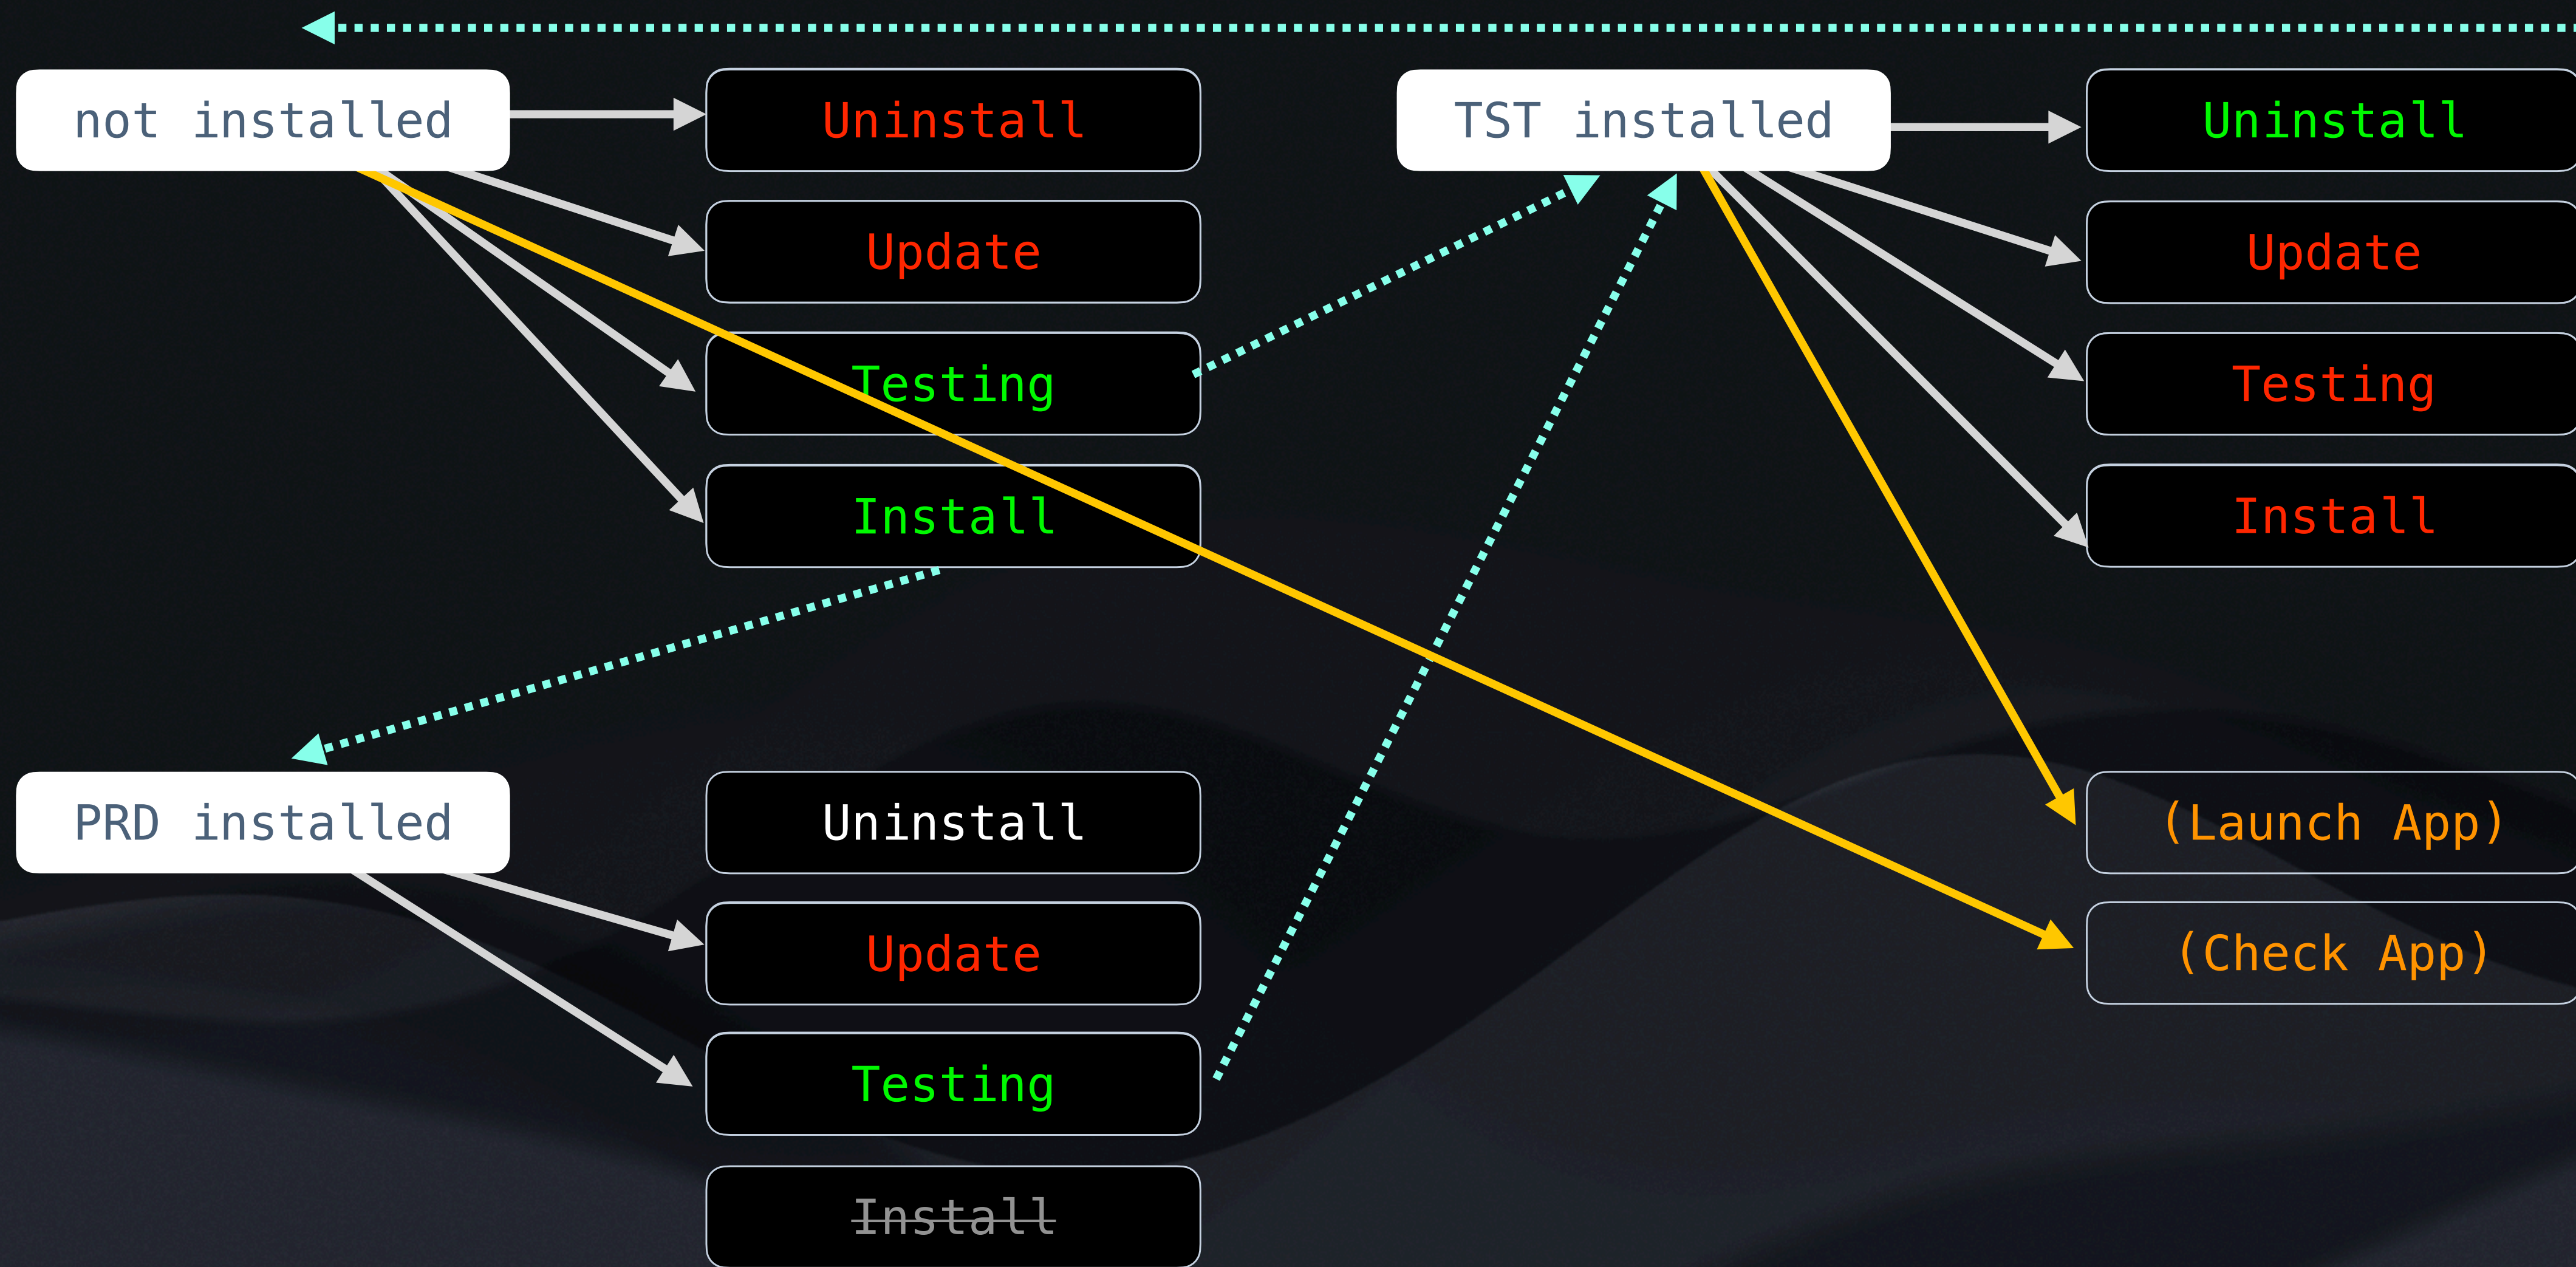 not installed
Uninstall
Update
Testing
Install
TST installed
Uninstall
Update
Testing
Install
PRD installed
Uninstall
Update
Testing
Install
(Launch App)
(Check App)